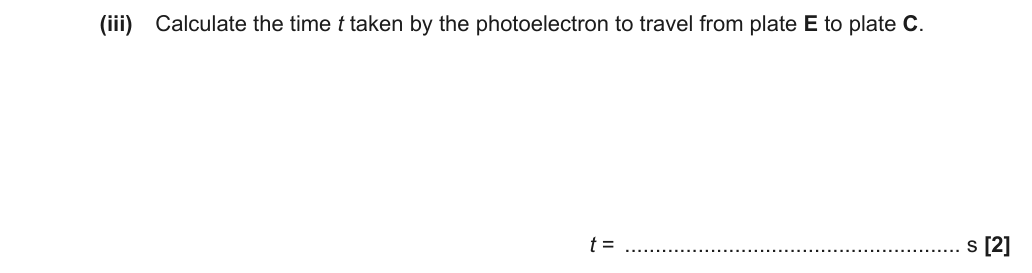 (iii) Calculate the time t taken by the photoelectron to travel from plate E to plate C.
t = ...................................................... s [2]